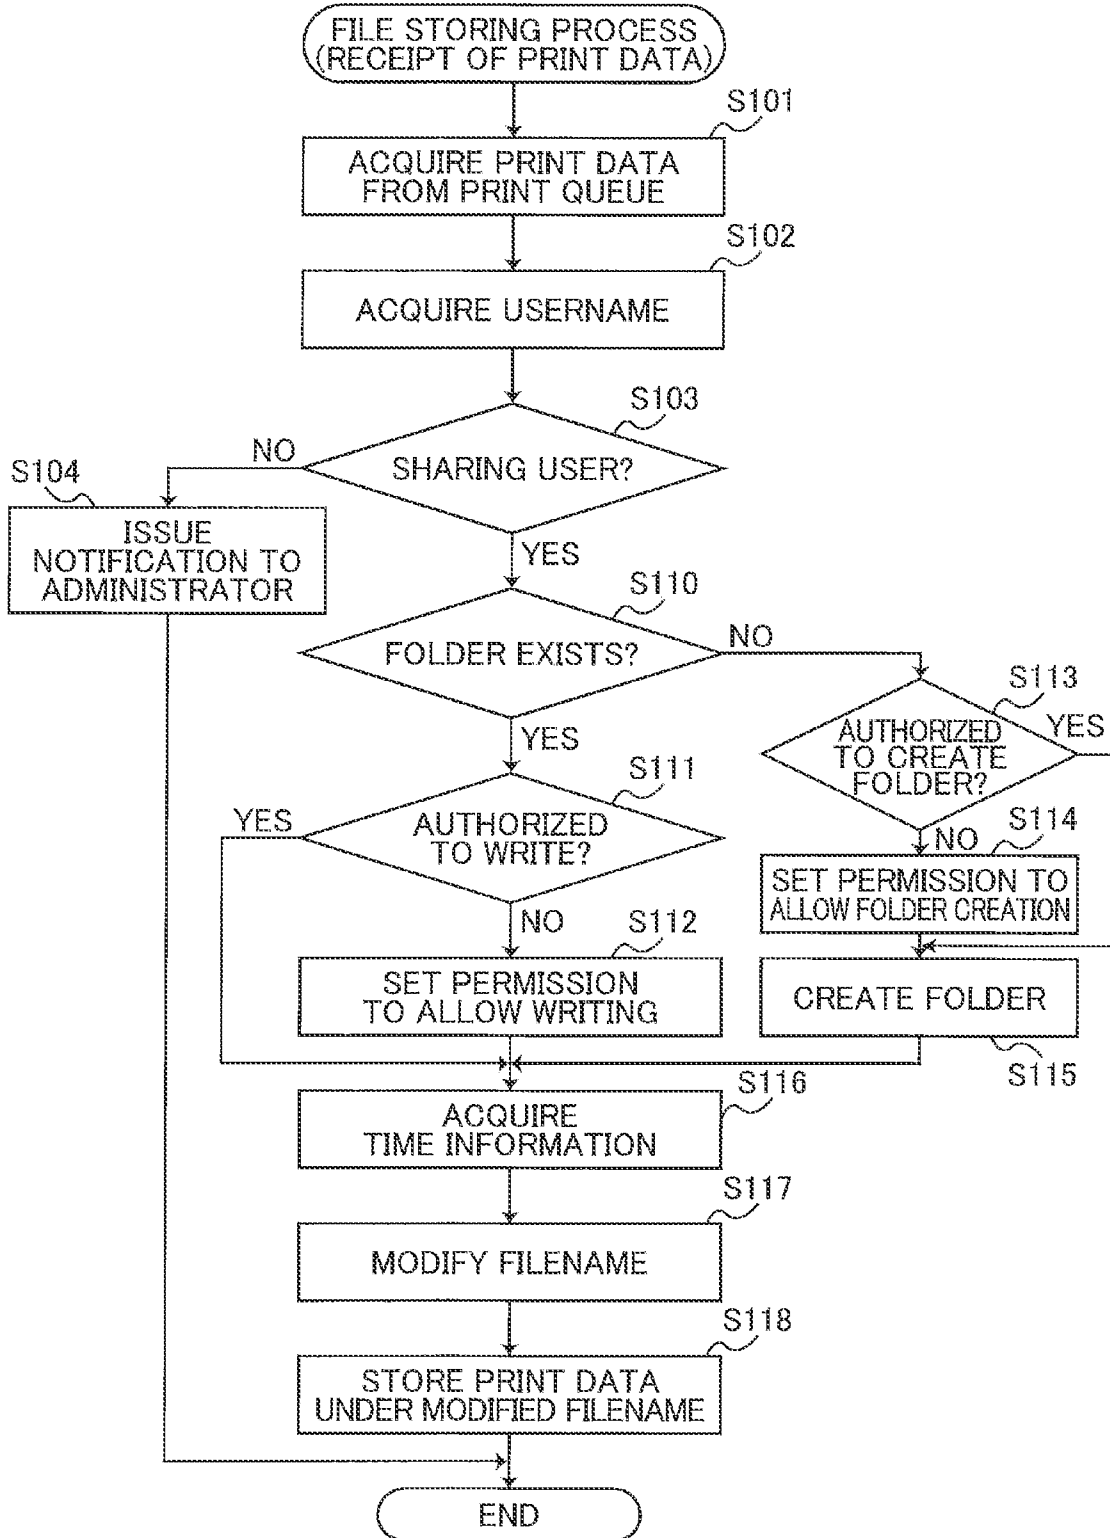 FILE STORING PROCESS
(RECEIPT OF PRINT DATA)
S101
ACQUIRE PRINT DATA
FROM PRINT QUEUE
S102
ACQUIRE USERNAME
S103
SHARING USER?
NO
S104
ISSUE
NOTIFICATION TO
ADMINISTRATOR
YES
S110
FOLDER EXISTS?
NO
S113
AUTHORIZED
TO CREATE
FOLDER?
YES
YES
S111
AUTHORIZED
TO WRITE?
YES
NO
S114
SET PERMISSION TO
ALLOW FOLDER CREATION
NO
S112
SET PERMISSION
TO ALLOW WRITING
CREATE FOLDER
S115
S116
ACQUIRE
TIME INFORMATION
S117
MODIFY FILENAME
S118
STORE PRINT DATA
UNDER MODIFIED FILENAME
END